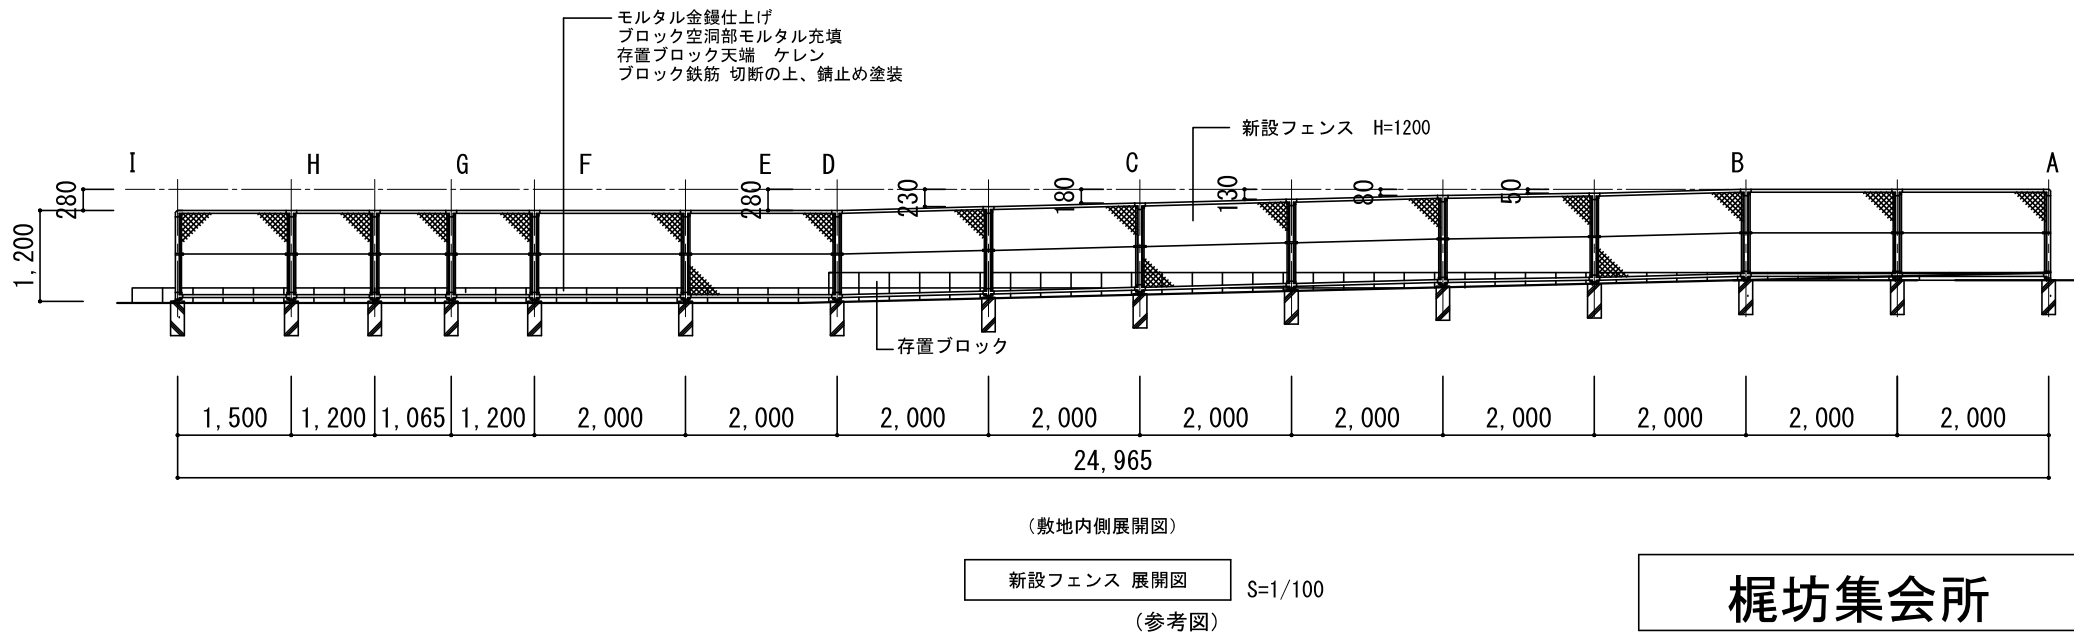 モルタル金鏝仕上げ
ブロック空洞部モルタル充填
存置ブロック天端　ケレン
ブロック鉄筋 切断の上、錆止め塗装
新設フェンス　H=1200
I H G F E D C B A
280 280 230 180 130 80 50
1,200
存置ブロック
1,500 1,200 1,065 1,200 2,000 2,000 2,000 2,000 2,000 2,000 2,000 2,000 2,000 2,000
24,965
(敷地内側展開図)
新設フェンス 展開図 S=1/100
(参考図)
梶坊集会所